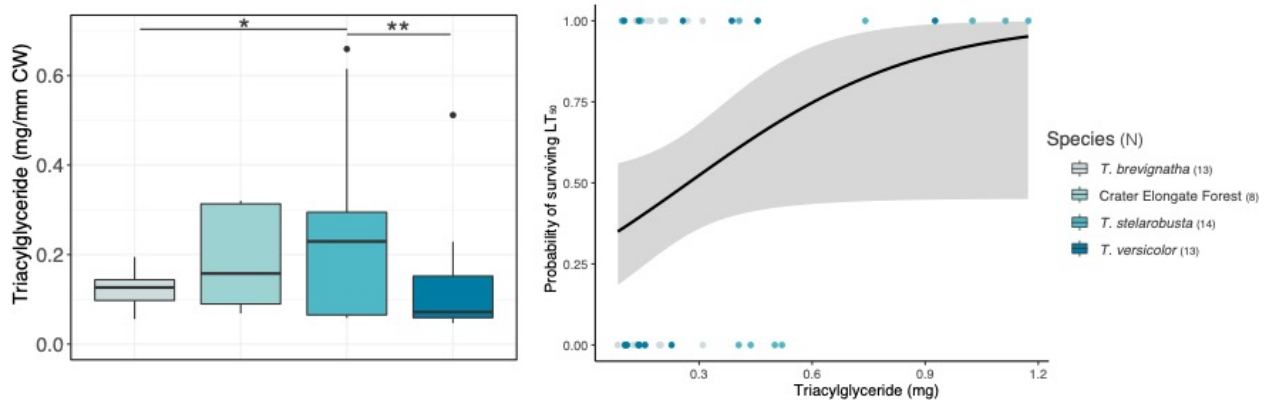 Triacylglyceride (mg/mm CW)
0.6
0.4
0.2
0.0
*
**
Probability of surviving LT₅₀
1.00
0.75
0.50
0.25
0.00
0.3
0.6
0.9
1.2
Triacylglyceride (mg)
Species (N)
T. brevignatha (13)
Crater Elongate Forest (8)
T. stelarobusta (14)
T. versicolor (13)